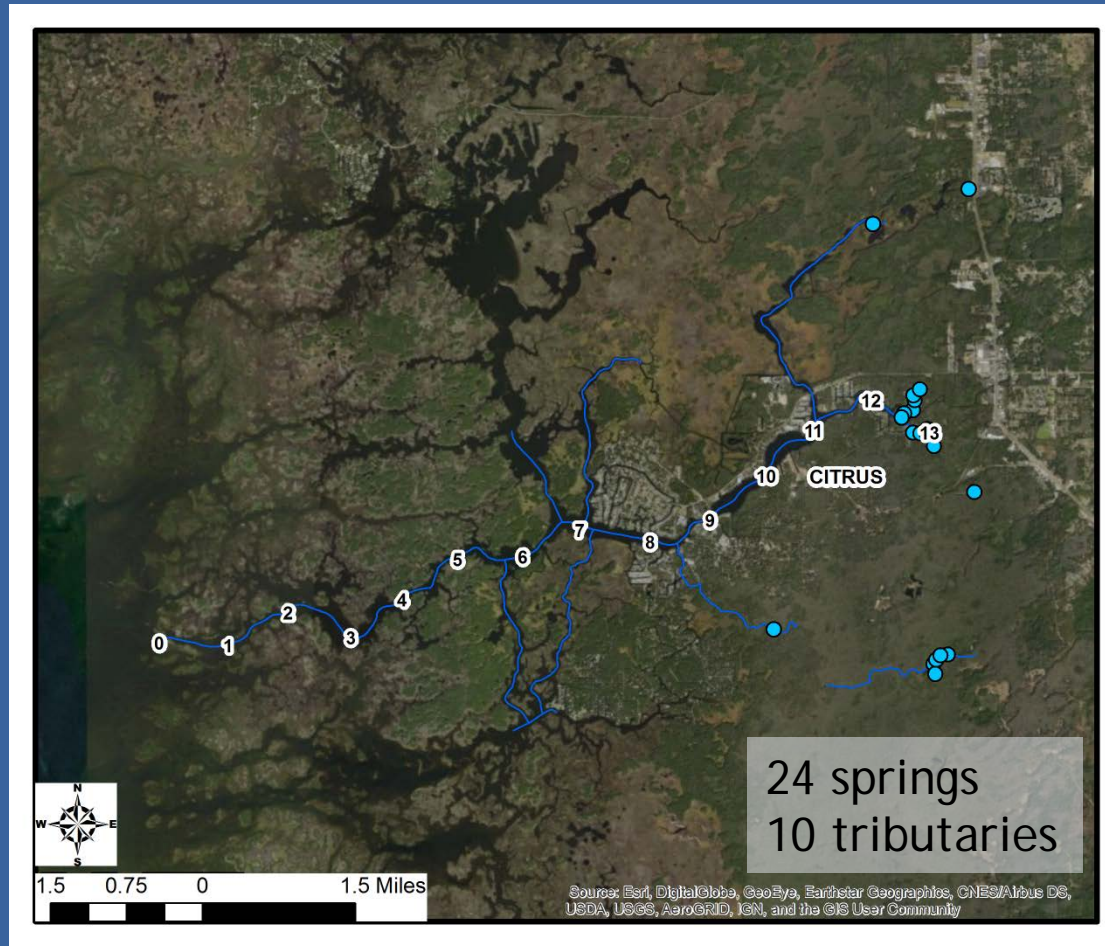 12
11
13
10
CITRUS
9
7
8
5
6
4
2
3
0
1
24 springs
10 tributaries
N
W E
S
1.5 0.75 0 1.5 Miles
Source: Esri, DigitalGlobe, GeoEye, Earthstar Geographics, CNES/Airbus DS,
USDA, USGS, AeroGRID, IGN, and the GIS User Community